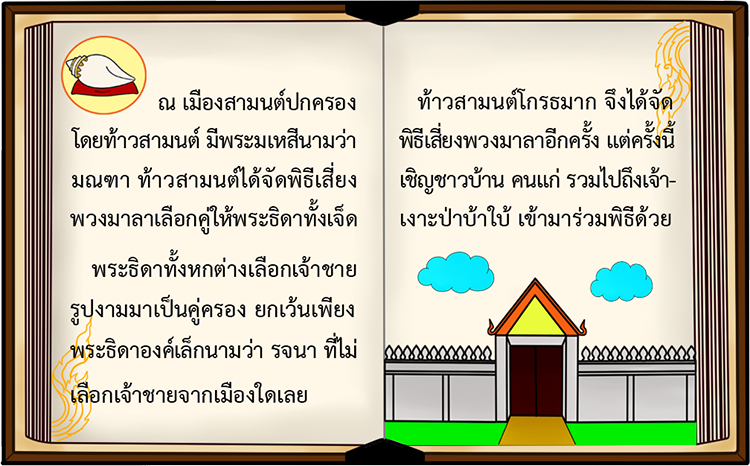 ณ เมืองสามนต์ปกครอง
โดยท้าวสามนต์ มีพระมเหสีนามว่า
มณฑา ท้าวสามนต์ได้จัดพิธีเสี่ยง
พวงมาลาเลือกคู่ให้พระธิดาทั้งเจ็ด
พระธิดาทั้งหกต่างเลือกเจ้าชาย
รูปงามมาเป็นคู่ครอง ยกเว้นเพียง
พระธิดาองค์เล็กนามว่า รจนา ที่ไม่
เลือกเจ้าชายจากเมืองใดเลย
ท้าวสามนต์โกรธมาก จึงได้จัด
พิธีเสี่ยงพวงมาลาอีกครั้ง แต่ครั้งนี้
เชิญชาวบ้าน คนแก่ รวมไปถึงเจ้า-
เงาะป่าบ้าใบ้ เข้ามาร่วมพิธีด้วย